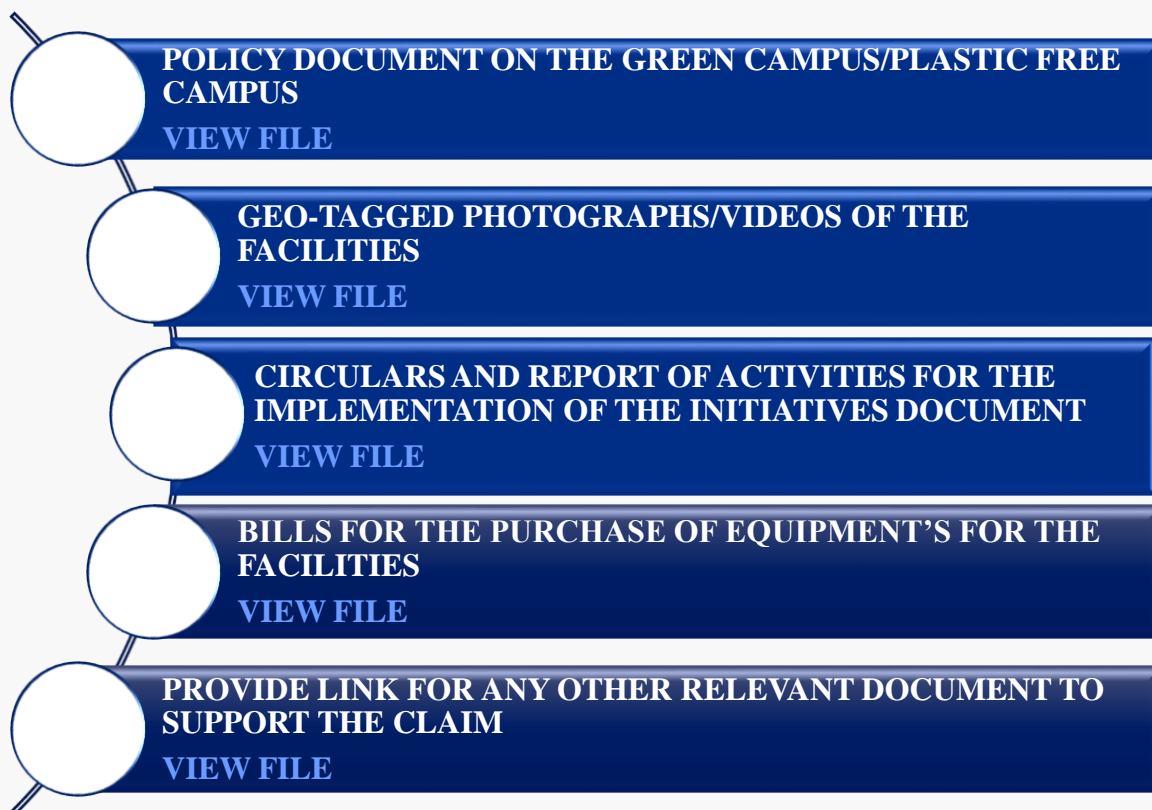 POLICY DOCUMENT ON THE GREEN CAMPUS/PLASTIC FREE
CAMPUS
VIEW FILE
GEO-TAGGED PHOTOGRAPHS/VIDEOS OF THE
FACILITIES
VIEW FILE
CIRCULARS AND REPORT OF ACTIVITIES FOR THE
IMPLEMENTATION OF THE INITIATIVES DOCUMENT
VIEW FILE
BILLS FOR THE PURCHASE OF EQUIPMENT’S FOR THE
FACILITIES
VIEW FILE
PROVIDE LINK FOR ANY OTHER RELEVANT DOCUMENT TO
SUPPORT THE CLAIM
VIEW FILE